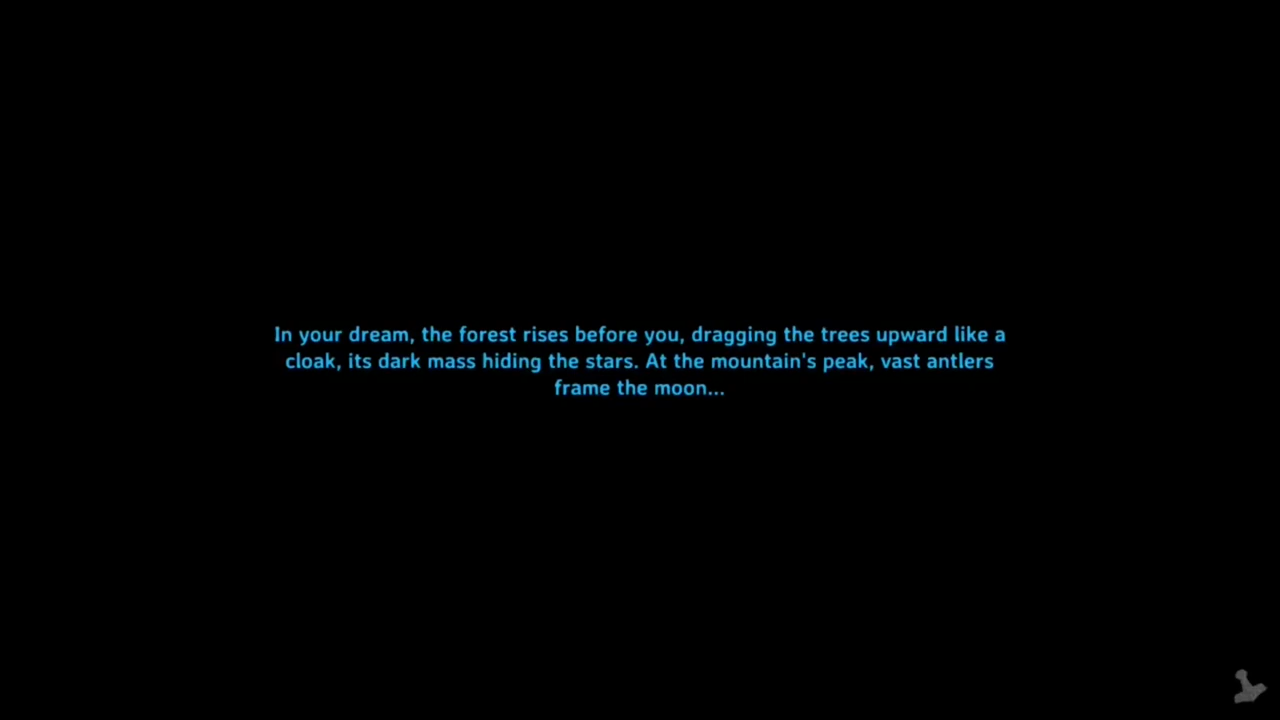 In your dream, the forest rises before you, dragging the trees upward like a
cloak, its dark mass hiding the stars. At the mountain's peak, vast antlers
frame the moon...